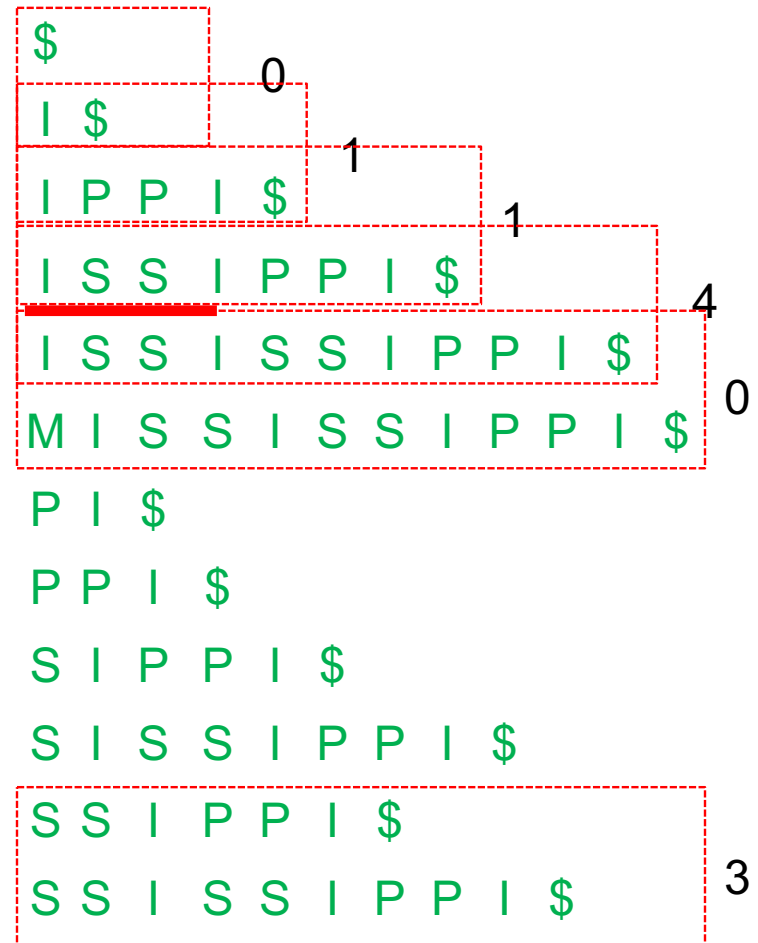 $
0
I $
1
I P P I $
1
I S S I P P I $
4
I S S I S S I P P I $
0
M I S S I S S I P P I $
P I $
P P I $
S I P P I $
S I S S I P P I $
S S I P P I $
3
S S I S S I P P I $